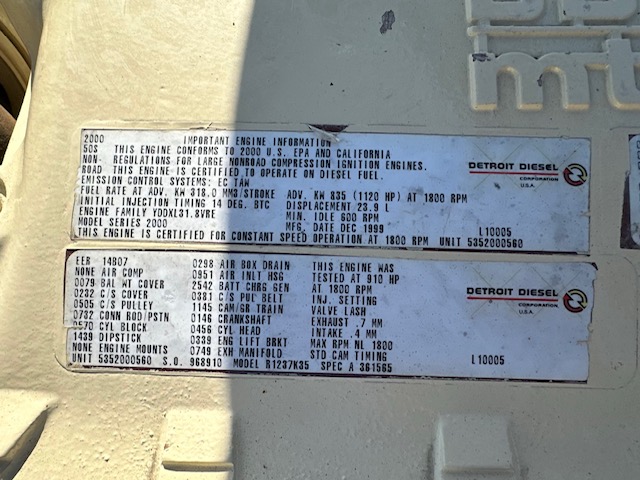 mtu
2000 IMPORTANT ENGINE INFORMATION
50S THIS ENGINE CONFORMS TO 2000 U.S. EPA AND CALIFORNIA
NON- REGULATIONS FOR LARGE NONROAD COMPRESSION IGNITION ENGINES.
ROAD THIS ENGINE IS CERTIFIED TO OPERATE ON DIESEL FUEL.
EMISSION CONTROL SYSTEMS: EC TAW
FUEL RATE AT ADV. KW 318.0 MM3/STROKE ADV. KW 835 (1120 HP) AT 1800 RPM
INITIAL INJECTION TIMING 14 DEG. BTC DISPLACEMENT 23.9 L
ENGINE FAMILY YDDXL31.8VRE MIN. IDLE 600 RPM
MODEL SERIES 2000 MFG. DATE DEC 1999 L10005
THIS ENGINE IS CERTIFIED FOR CONSTANT SPEED OPERATION AT 1800 RPM UNIT 5352000560
DETROIT DIESEL
CORPORATION
U.S.A.
EER - 14B07 0298 AIR BOX DRAIN THIS ENGINE WAS
NONE AIR COMP 0951 AIR INLT HSG TESTED AT 910 HP
0079 BAL WT COVER 2542 BATT CHRG GEN AT 1800 RPM
0232 C/S COVER 0381 C/S PUL BELT INJ. SETTING
0505 C/S PULLEY 1145 CAM/GR TRAIN VALVE LASH
0732 CONN ROD/PSTN 0146 CRANKSHAFT EXHAUST .7 MM
0570 CYL BLOCK 0456 CYL HEAD INTAKE .4 MM
1439 DIPSTICK 0339 ENG LIFT BRKT MAX RPM NL 1800
NONE ENGINE MOUNTS 0749 EXH MANIFOLD STD CAM TIMING L10005
UNIT 5352000560 S.O. 968910 MODEL R1237K35 SPEC A 361565
DETROIT DIESEL
CORPORATION
U.S.A.